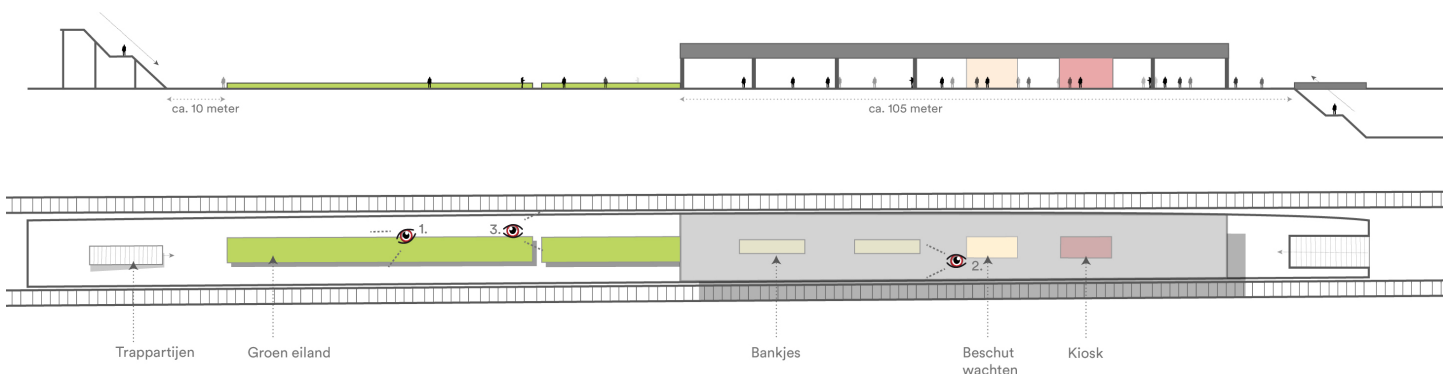 ca. 10 meter
ca. 105 meter
1.
3.
2.
Trappartijen
Groen eiland
Bankjes
Beschut
wachten
Kiosk